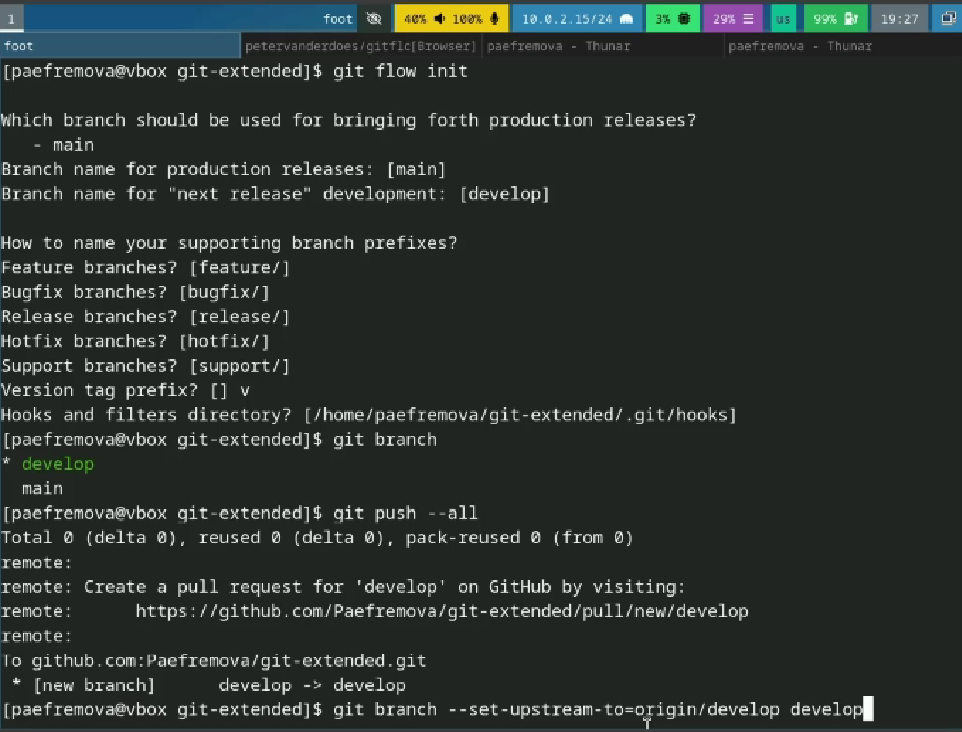 1 foot 40% 100% 10.0.2.15/24 3% 29% us 99% 19:27
foot petervanderdoes/gitflc[Browser] paefremova - Thunar paefremova - Thunar
[paefremova@vbox git-extended]$ git flow init
Which branch should be used for bringing forth production releases?
- main
Branch name for production releases: [main]
Branch name for "next release" development: [develop]
How to name your supporting branch prefixes?
Feature branches? [feature/]
Bugfix branches? [bugfix/]
Release branches? [release/]
Hotfix branches? [hotfix/]
Support branches? [support/]
Version tag prefix? [] v
Hooks and filters directory? [/home/paefremova/git-extended/.git/hooks]
[paefremova@vbox git-extended]$ git branch
* develop
main
[paefremova@vbox git-extended]$ git push --all
Total 0 (delta 0), reused 0 (delta 0), pack-reused 0 (from 0)
remote:
remote: Create a pull request for 'develop' on GitHub by visiting:
remote: https://github.com/Paefremova/git-extended/pull/new/develop
remote:
To github.com:Paefremova/git-extended.git
* [new branch] develop -> develop
[paefremova@vbox git-extended]$ git branch --set-upstream-to=origin/develop develop